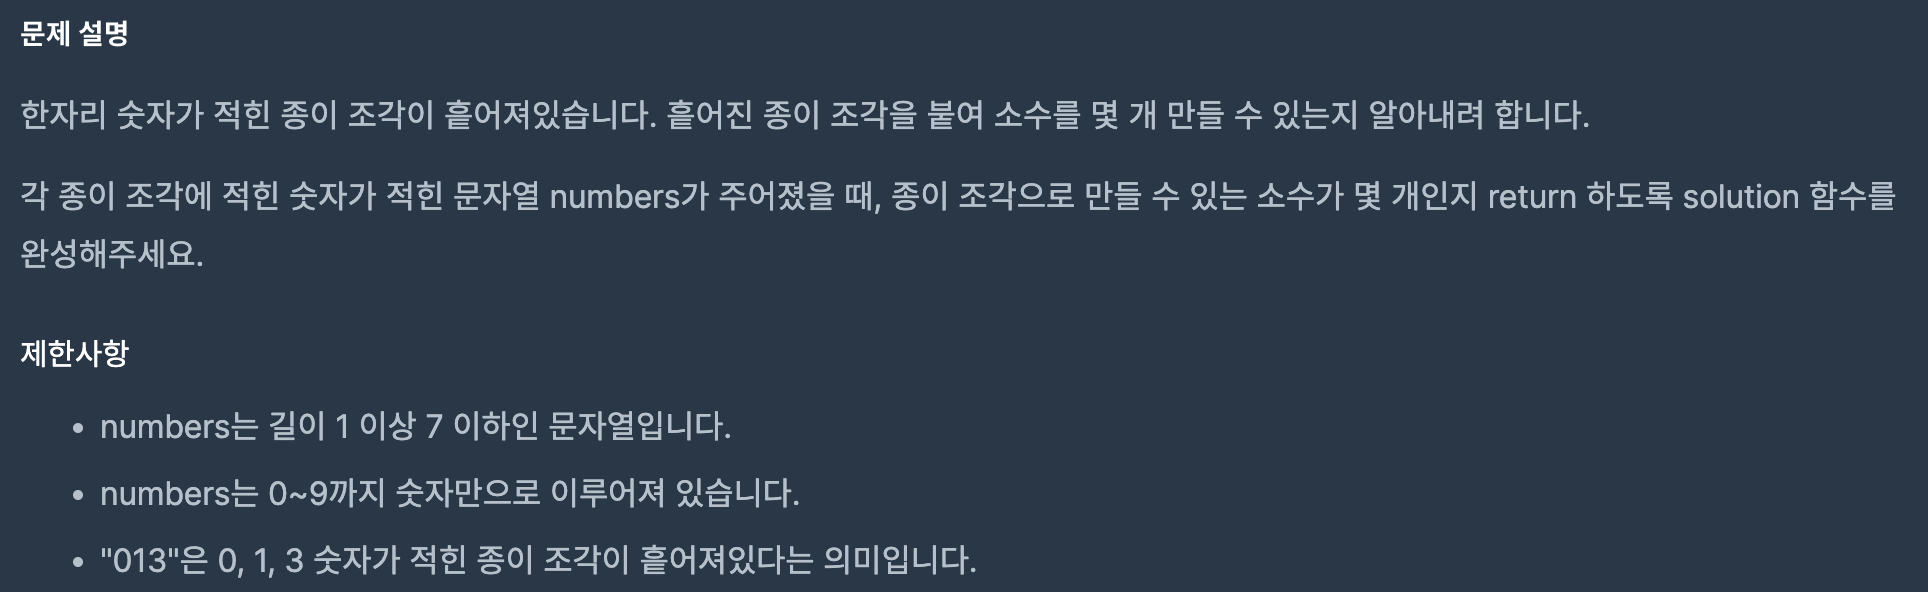 문제 설명
한자리 숫자가 적힌 종이 조각이 흩어져있습니다. 흩어진 종이 조각을 붙여 소수를 몇 개 만들 수 있는지 알아내려 합니다.
각 종이 조각에 적힌 숫자가 적힌 문자열 numbers가 주어졌을 때, 종이 조각으로 만들 수 있는 소수가 몇 개인지 return 하도록 solution 함수를
완성해주세요.
제한사항
• numbers는 길이 1 이상 7 이하인 문자열입니다.
• numbers는 0~9까지 숫자만으로 이루어져 있습니다.
• "013"은 0, 1, 3 숫자가 적힌 종이 조각이 흩어져있다는 의미입니다.